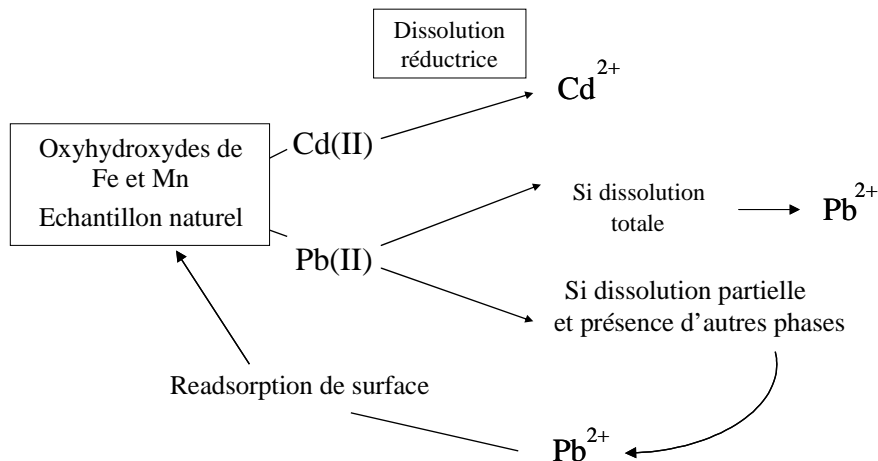 Dissolution
réductrice
Cd²⁺
Cd(II)
Oxyhydroxydes de
Fe et Mn
Echantillon naturel
Si dissolution
totale
Pb²⁺
Pb(II)
Si dissolution partielle
et présence d’autres phases
Readsorption de surface
Pb²⁺